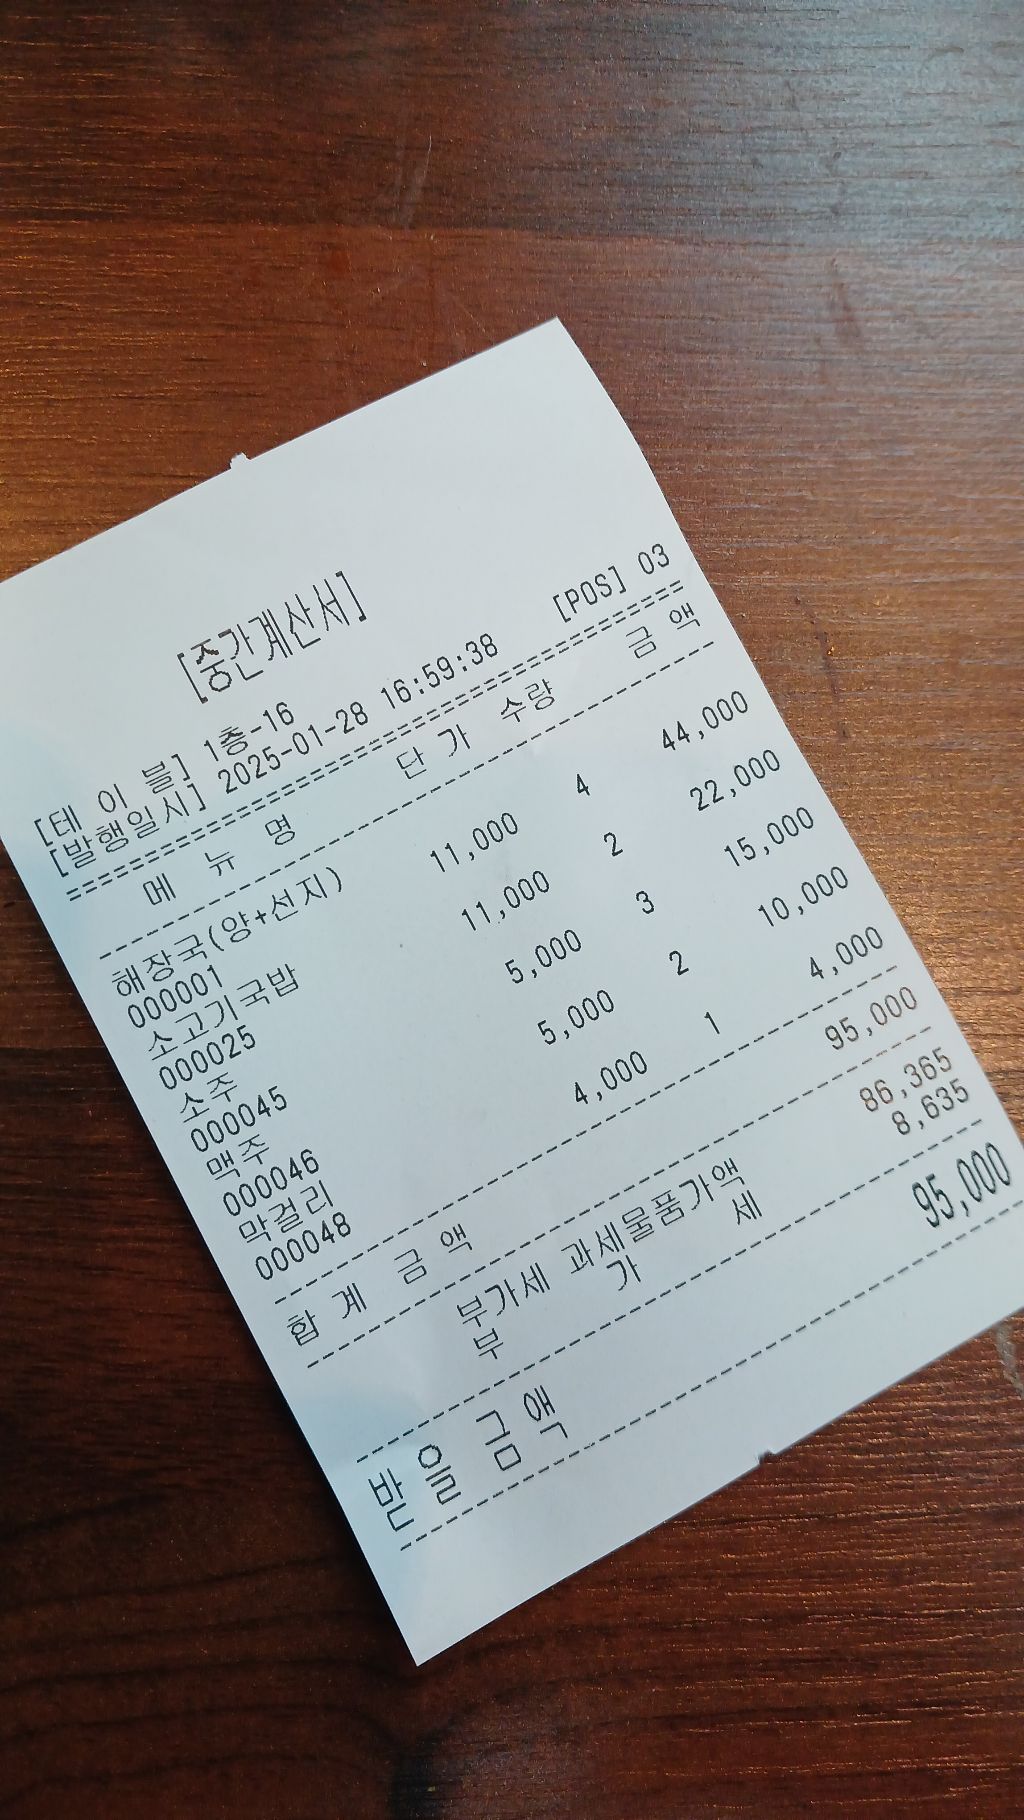 [중간계산서]
[테 이 블] 1층-16
[발행일시] 2025-01-28 16:59:38 [POS] 03
================================
메 뉴 명 단 가 수량 금 액
--------------------------------
해장국(양+선지)
000001 11,000 4 44,000
소고기국밥
000025 11,000 2 22,000
소주
000045 5,000 3 15,000
맥주
000046 5,000 2 10,000
막걸리
000048 4,000 1 4,000
--------------------------------
합 계 금 액 95,000
--------------------------------
부가세 과세물품가액 86,365
부 가 세 8,635
--------------------------------
받 을 금 액 95,000
--------------------------------